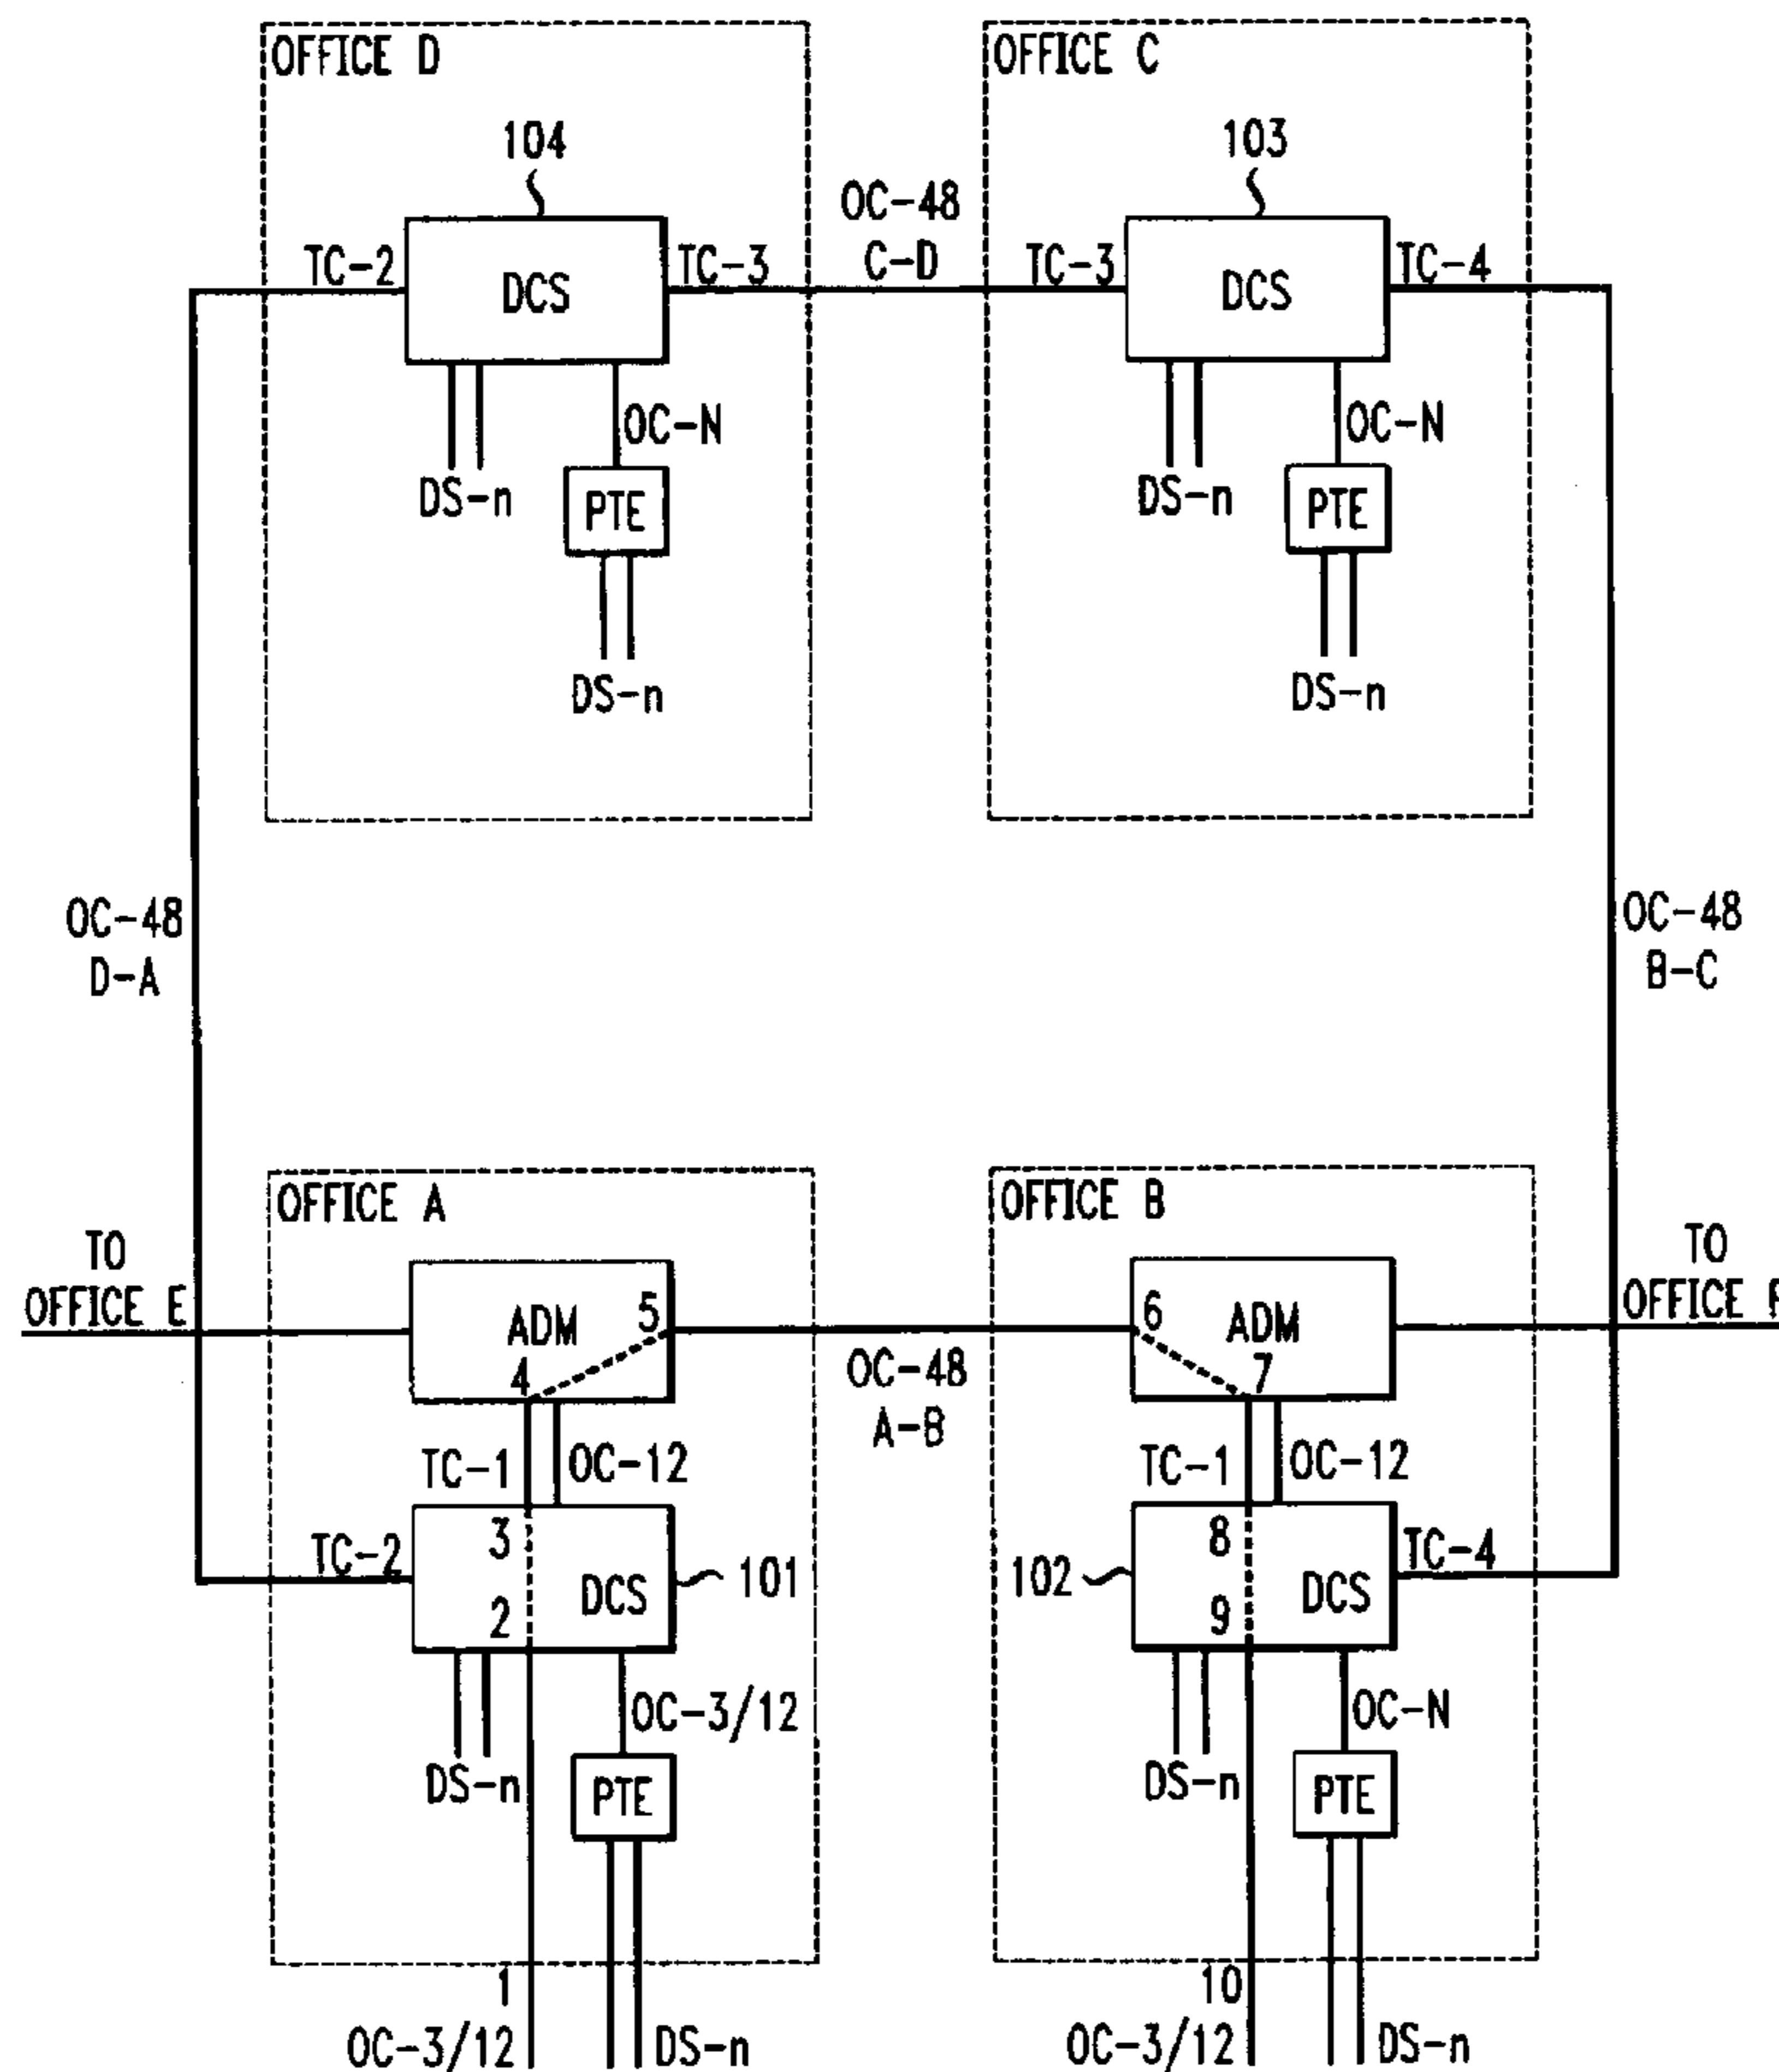 OFFICE D
OFFICE C
104
103
OC-48
C-D
TC-2
TC-3
TC-3
TC-4
DCS
DCS
OC-N
OC-N
DS-n
PTE
DS-n
PTE
DS-n
DS-n
OC-48
D-A
OC-48
B-C
OFFICE A
OFFICE B
TO
OFFICE E
TO
OFFICE
ADM
5
4
6
ADM
7
OC-48
A-B
TC-1
OC-12
TC-1
OC-12
TC-2
3
2
DCS
101
102
8
9
DCS
TC-4
OC-3/12
OC-N
DS-n
PTE
DS-n
PTE
1
10
OC-3/12
DS-n
OC-3/12
DS-n